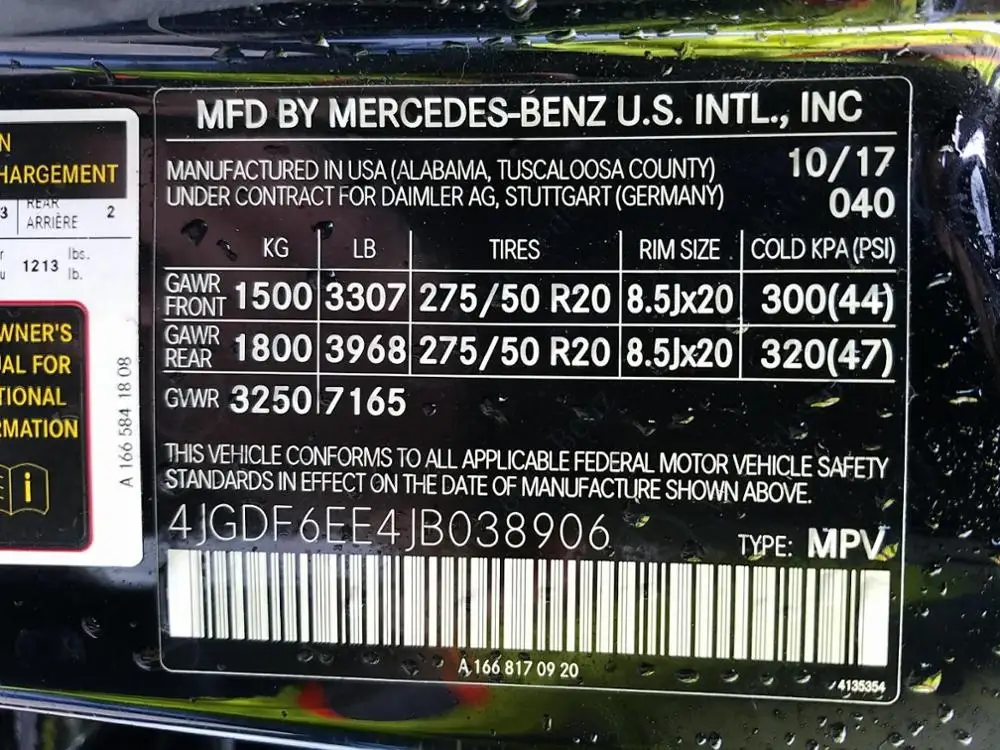 MFD BY MERCEDES-BENZ U.S. INTL., INC
MANUFACTURED IN USA (ALABAMA, TUSCALOOSA COUNTY) 10/17
UNDER CONTRACT FOR DAIMLER AG, STUTTGART (GERMANY) 040
KG LB TIRES RIM SIZE COLD KPA (PSI)
GAWR FRONT 1500 3307 275/50 R20 8.5Jx20 300(44)
GAWR REAR 1800 3968 275/50 R20 8.5Jx20 320(47)
GVWR 3250 7165
THIS VEHICLE CONFORMS TO ALL APPLICABLE FEDERAL MOTOR VEHICLE SAFETY
STANDARDS IN EFFECT ON THE DATE OF MANUFACTURE SHOWN ABOVE.
4JGDF6EE4JB038906 TYPE: MPV
A 166 817 09 20
4135354
N
HARGEMENT
3 REAR ARRIÈRE 2
1213 lbs.
lb.
WNER'S
AL FOR
TIONAL
RMATION
i
A 166 584 18 08